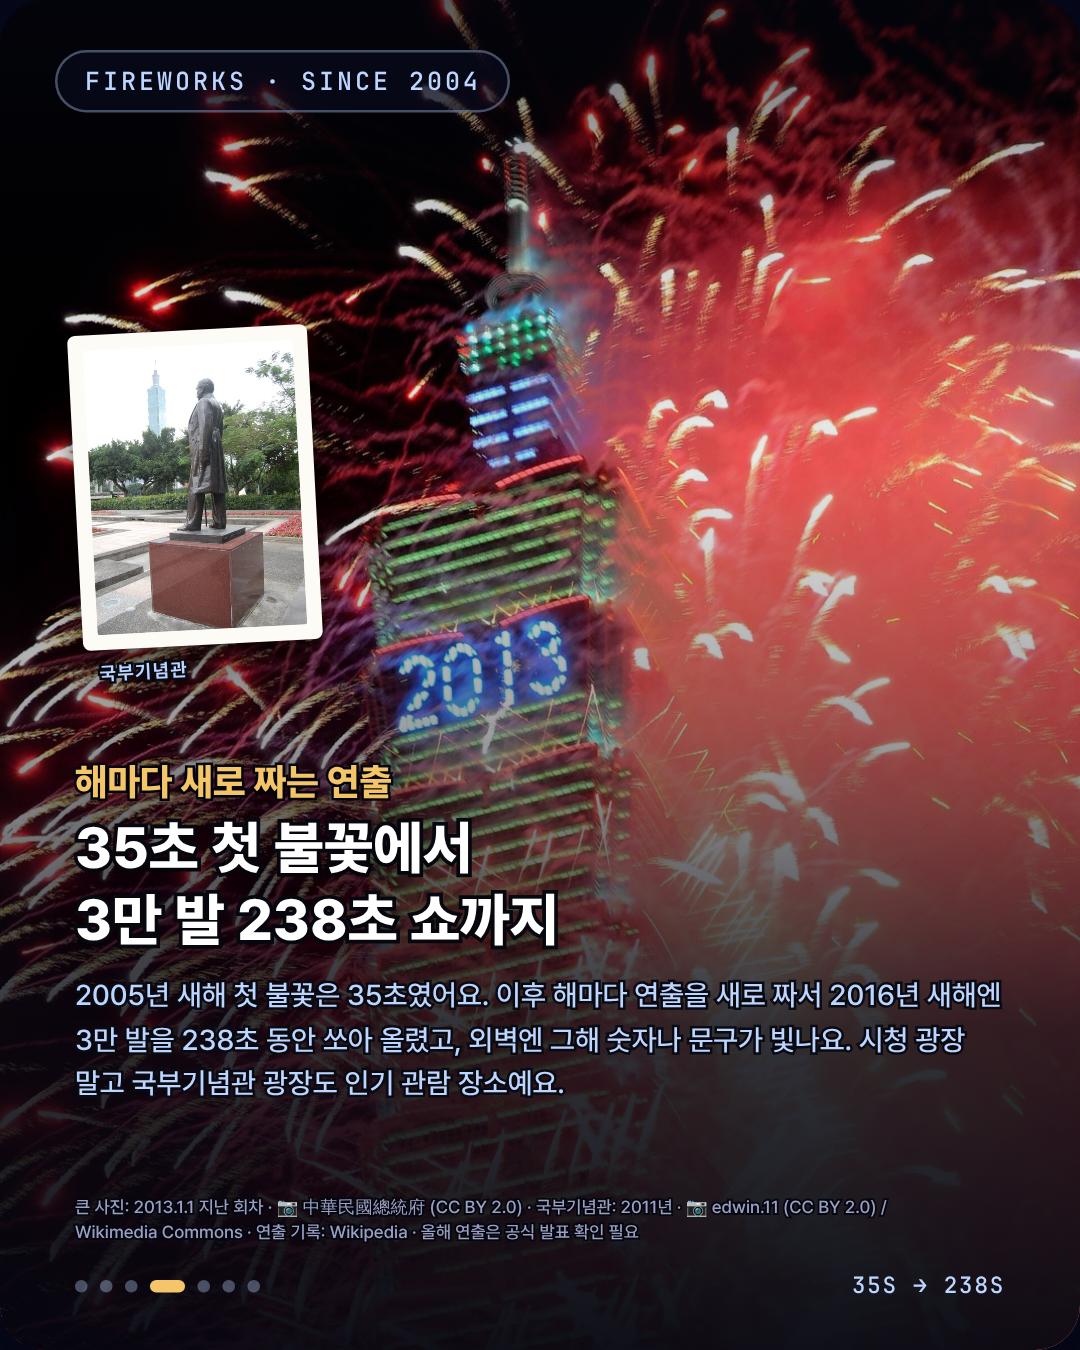 FIREWORKS · SINCE 2004
국부기념관
2013
해마다 새로 짜는 연출
35초 첫 불꽃에서
3만 발 238초 쇼까지
2005년 새해 첫 불꽃은 35초였어요. 이후 해마다 연출을 새로 짜서 2016년 새해엔
3만 발을 238초 동안 쏘아 올렸고, 외벽엔 그해 숫자나 문구가 빛나요. 시청 광장
말고 국부기념관 광장도 인기 관람 장소예요.
큰 사진: 2013.1.1 지난 회차 · 📷 中華民國總統府 (CC BY 2.0) · 국부기념관: 2011년 · 📷 edwin.11 (CC BY 2.0) /
Wikimedia Commons · 연출 기록: Wikipedia · 올해 연출은 공식 발표 확인 필요
35S → 238S